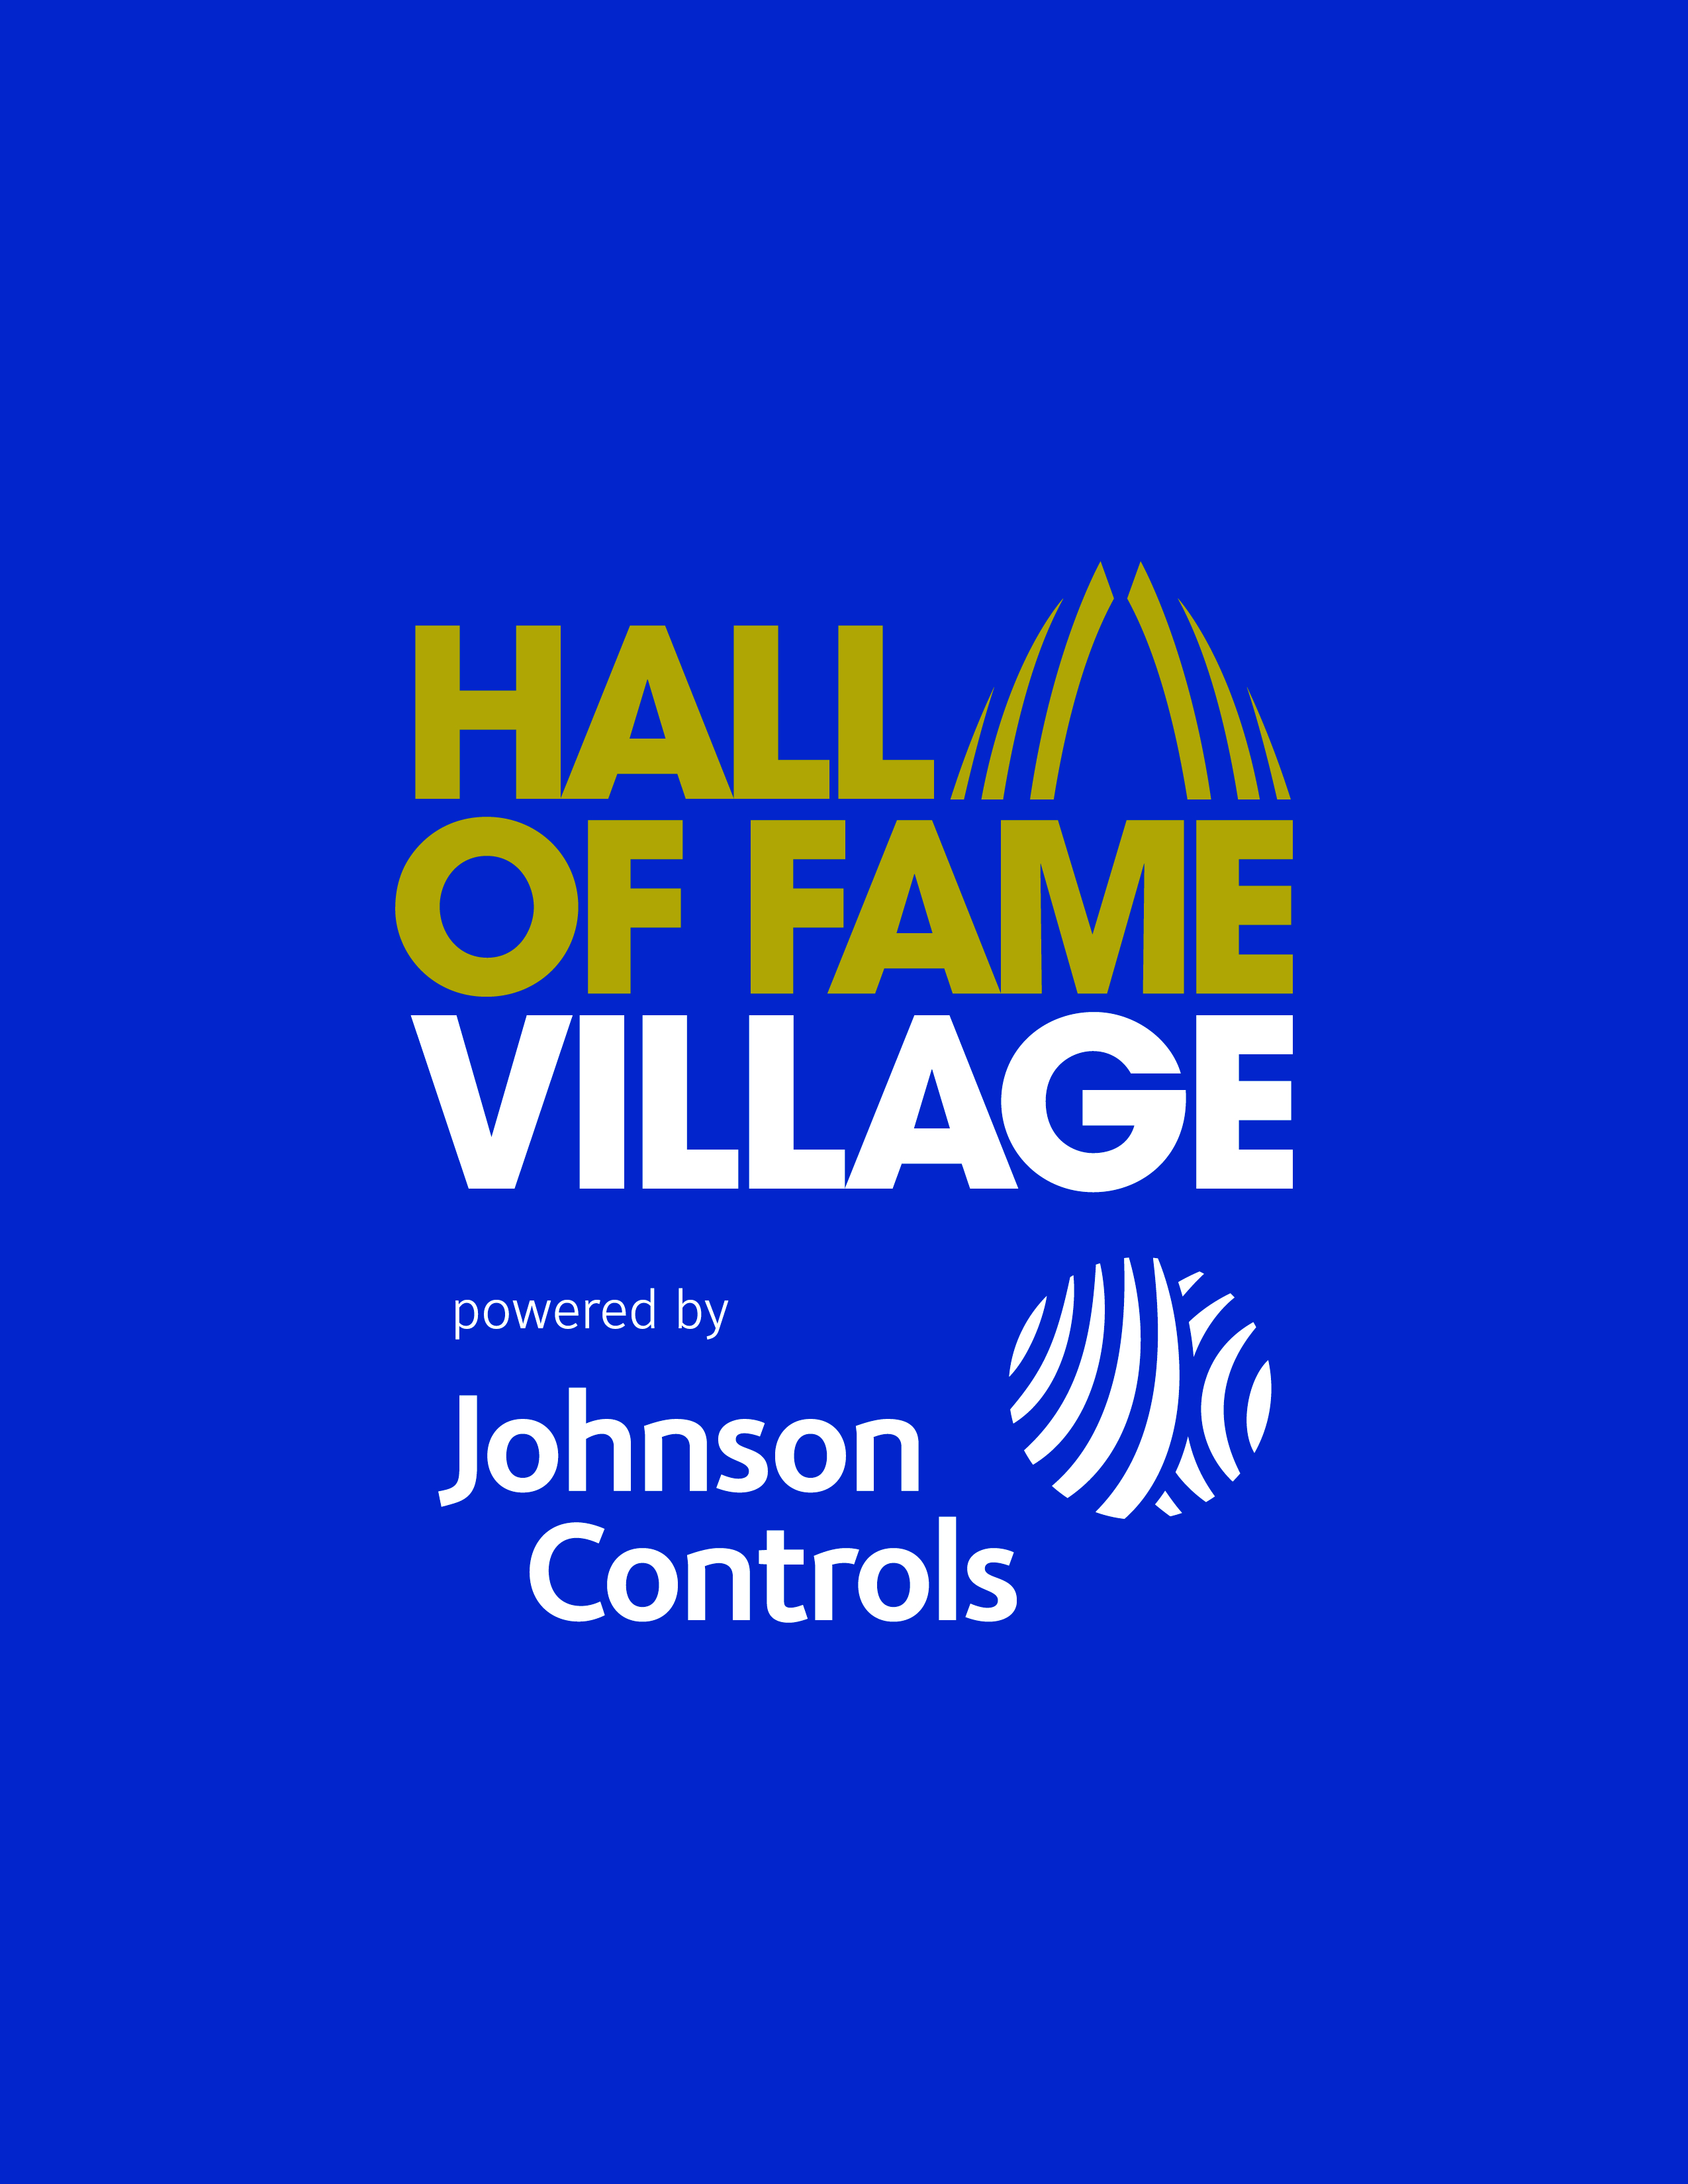 HALL
OF FAME
VILLAGE
powered by
Johnson
Controls